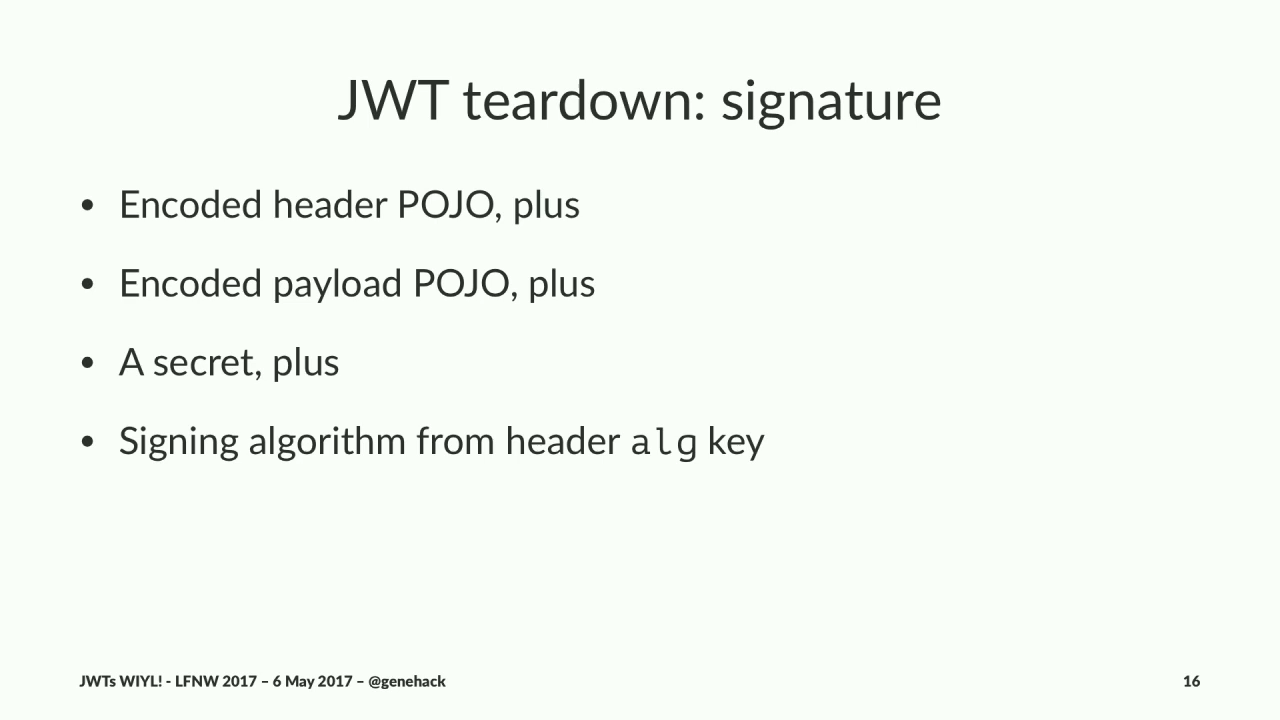 JWT teardown: signature
• Encoded header POJO, plus
• Encoded payload POJO, plus
• A secret, plus
• Signing algorithm from header alg key
JWTs WIYL! - LFNW 2017 – 6 May 2017 – @genehack
16